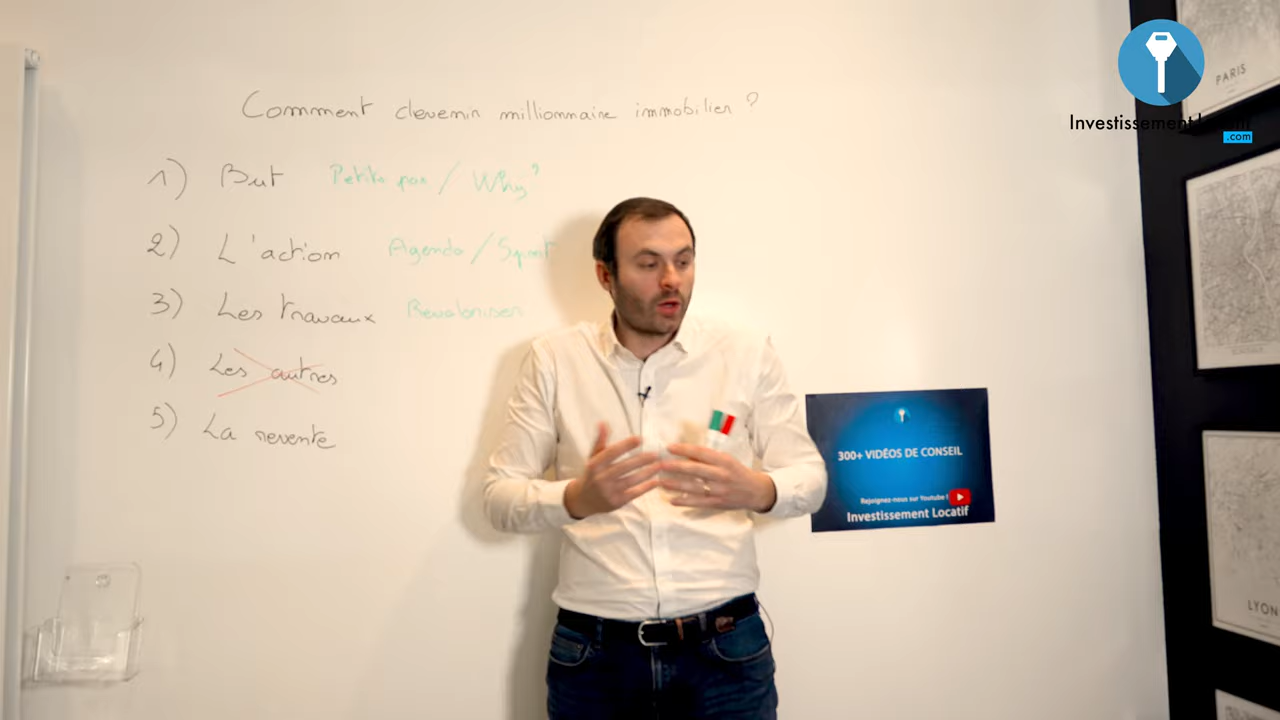 Comment devenir millionnaire immobilier ?
1) But Petits pas / Why?
2) L'action Agenda / Sprint
3) Les travaux Revaloriser
4) Les autres
5) La revente
300+ VIDÉOS DE CONSEIL
Rejoignez-nous sur Youtube !
Investissement Locatif
Investissement Locatif
.com
PARIS
LYON